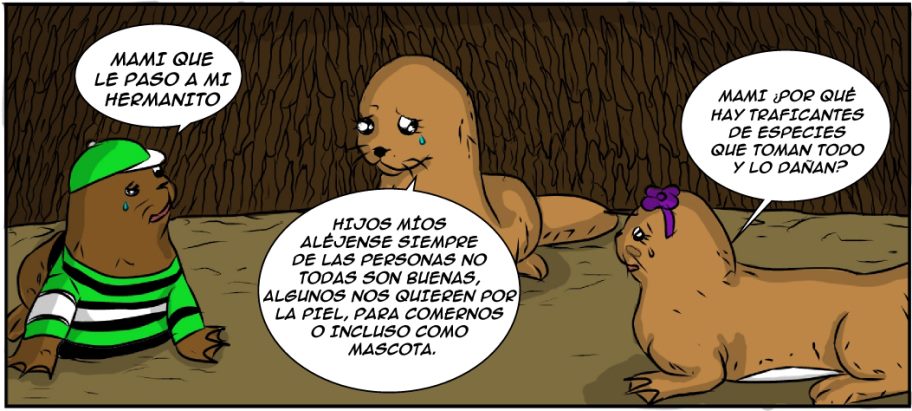 MAMI QUE
LE PASO A MI
HERMANITO
HIJOS MÍOS
ALÉJENSE SIEMPRE
DE LAS PERSONAS NO
TODAS SON BUENAS,
ALGUNOS NOS QUIEREN POR
LA PIEL, PARA COMERNOS
O INCLUSO COMO
MASCOTA.
MAMI ¿POR QUÉ
HAY TRAFICANTES
DE ESPECIES
QUE TOMAN TODO
Y LO DAÑAN?